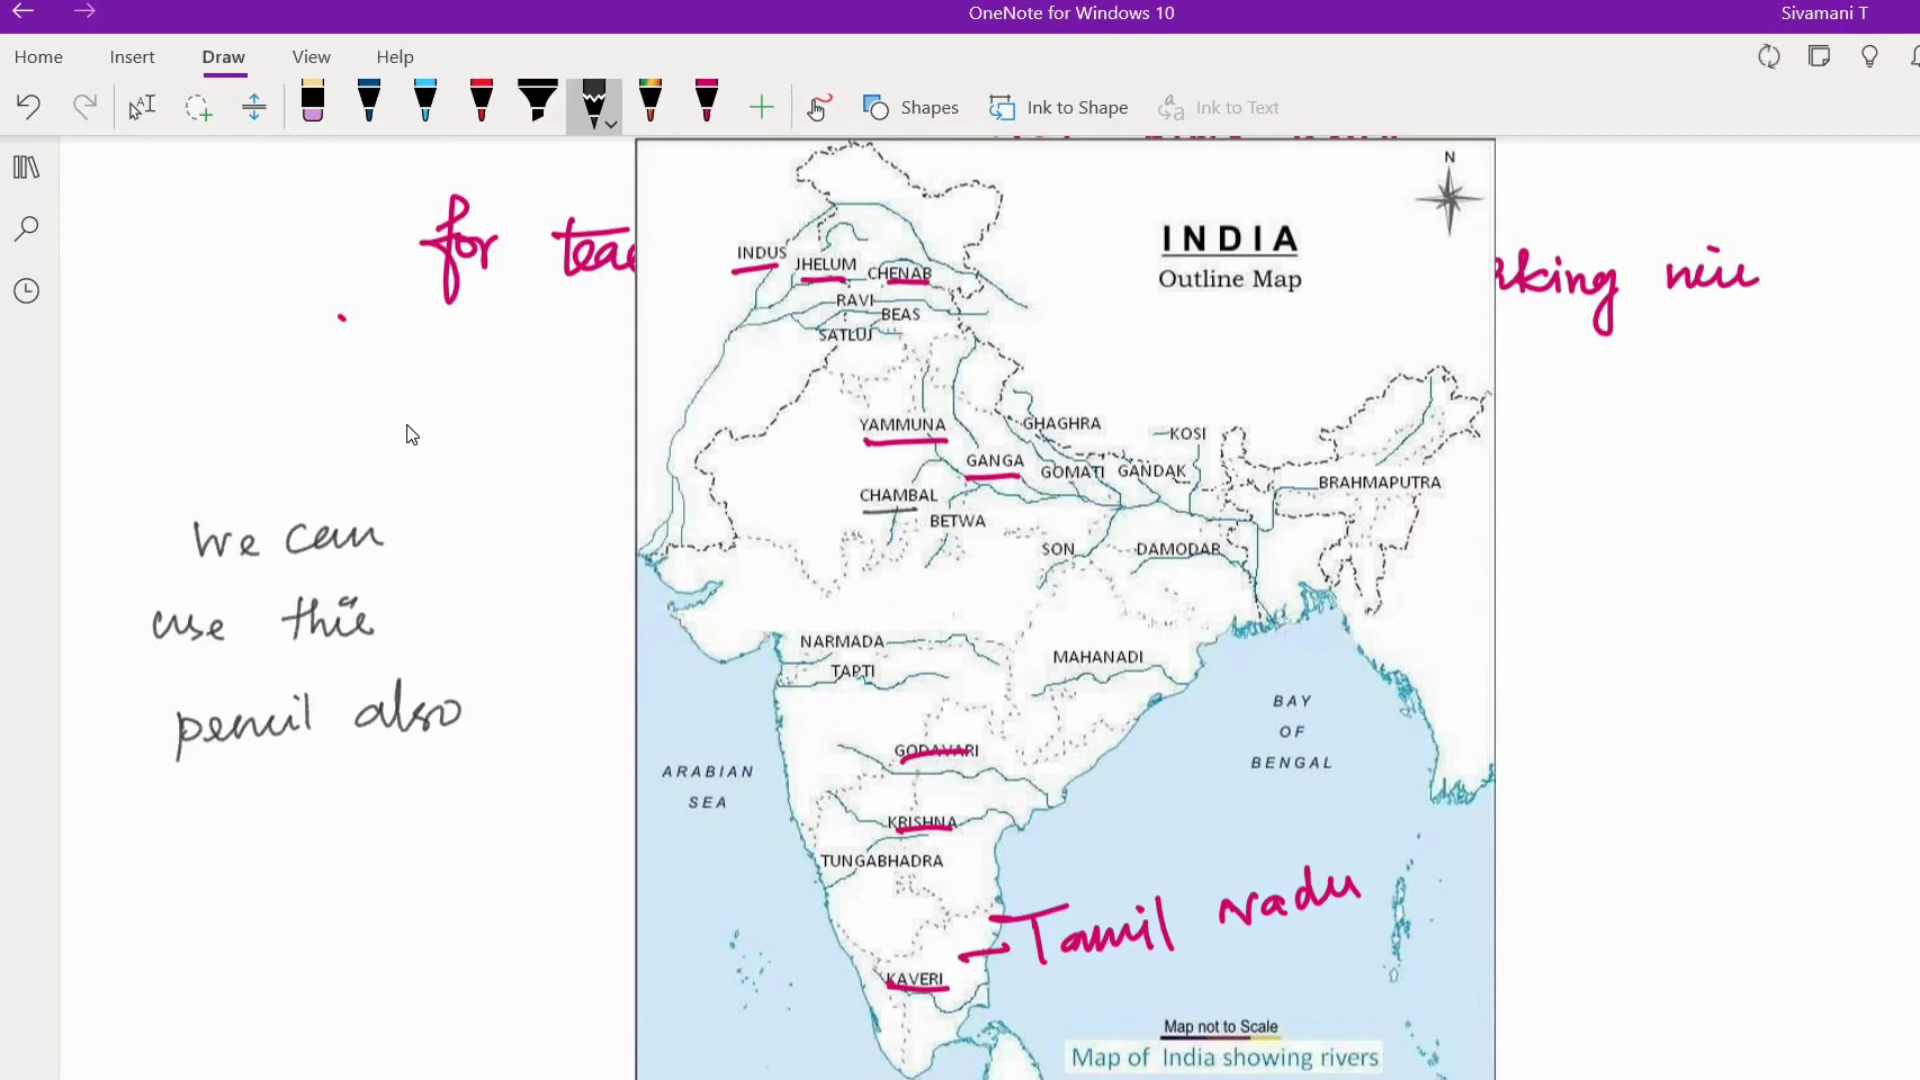 OneNote for Windows 10
Sivamani T
Home Insert Draw View Help
Shapes Ink to Shape Ink to Text
for
rking
N
INDIA
Outline Map
INDUS
JHELUM
CHENAB
RAVI
BEAS
SATLUJ
YAMMUNA
GHAGHRA
KOSI
GANGA
GOMATI
GANDAK
BRAHMAPUTRA
CHAMBAL
BETWA
SON
DAMODAR
We can
use this
pencil also
NARMADA
MAHANADI
TAPTI
BAY
OF
BENGAL
GODAVARI
ARABIAN
SEA
KRISHNA
TUNGABHADRA
Tamil Nadu
KAVERI
Map not to Scale
Map of India showing rivers